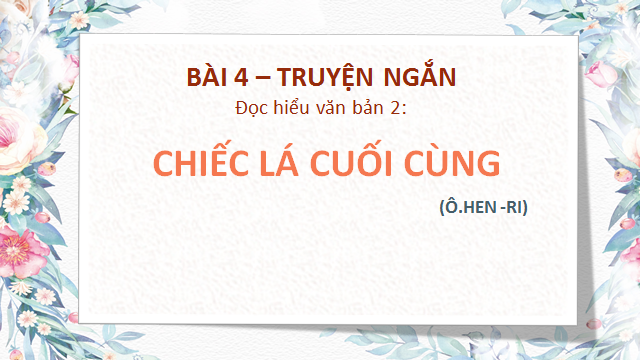 BÀI 4 – TRUYỆN NGẮN
Đọc hiểu văn bản 2:
CHIẾC LÁ CUỐI CÙNG
(Ô.HEN -RI)